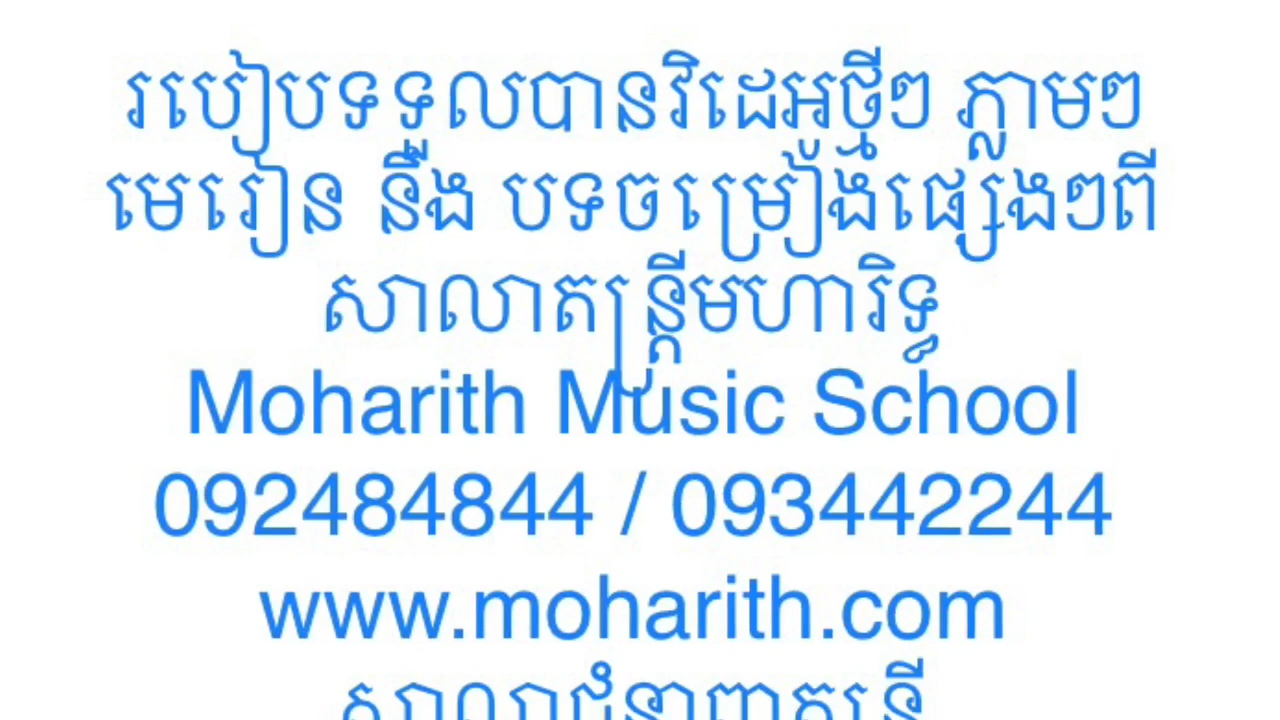 របៀបទទួលបានវិដេអូថ្មីៗ ភ្លាមៗ
មេរៀន និង បទចម្រៀងផ្សេងៗពី
សាលាតន្ត្រីមហារិទ្ធ
Moharith Music School
092484844 / 093442244
www.moharith.com